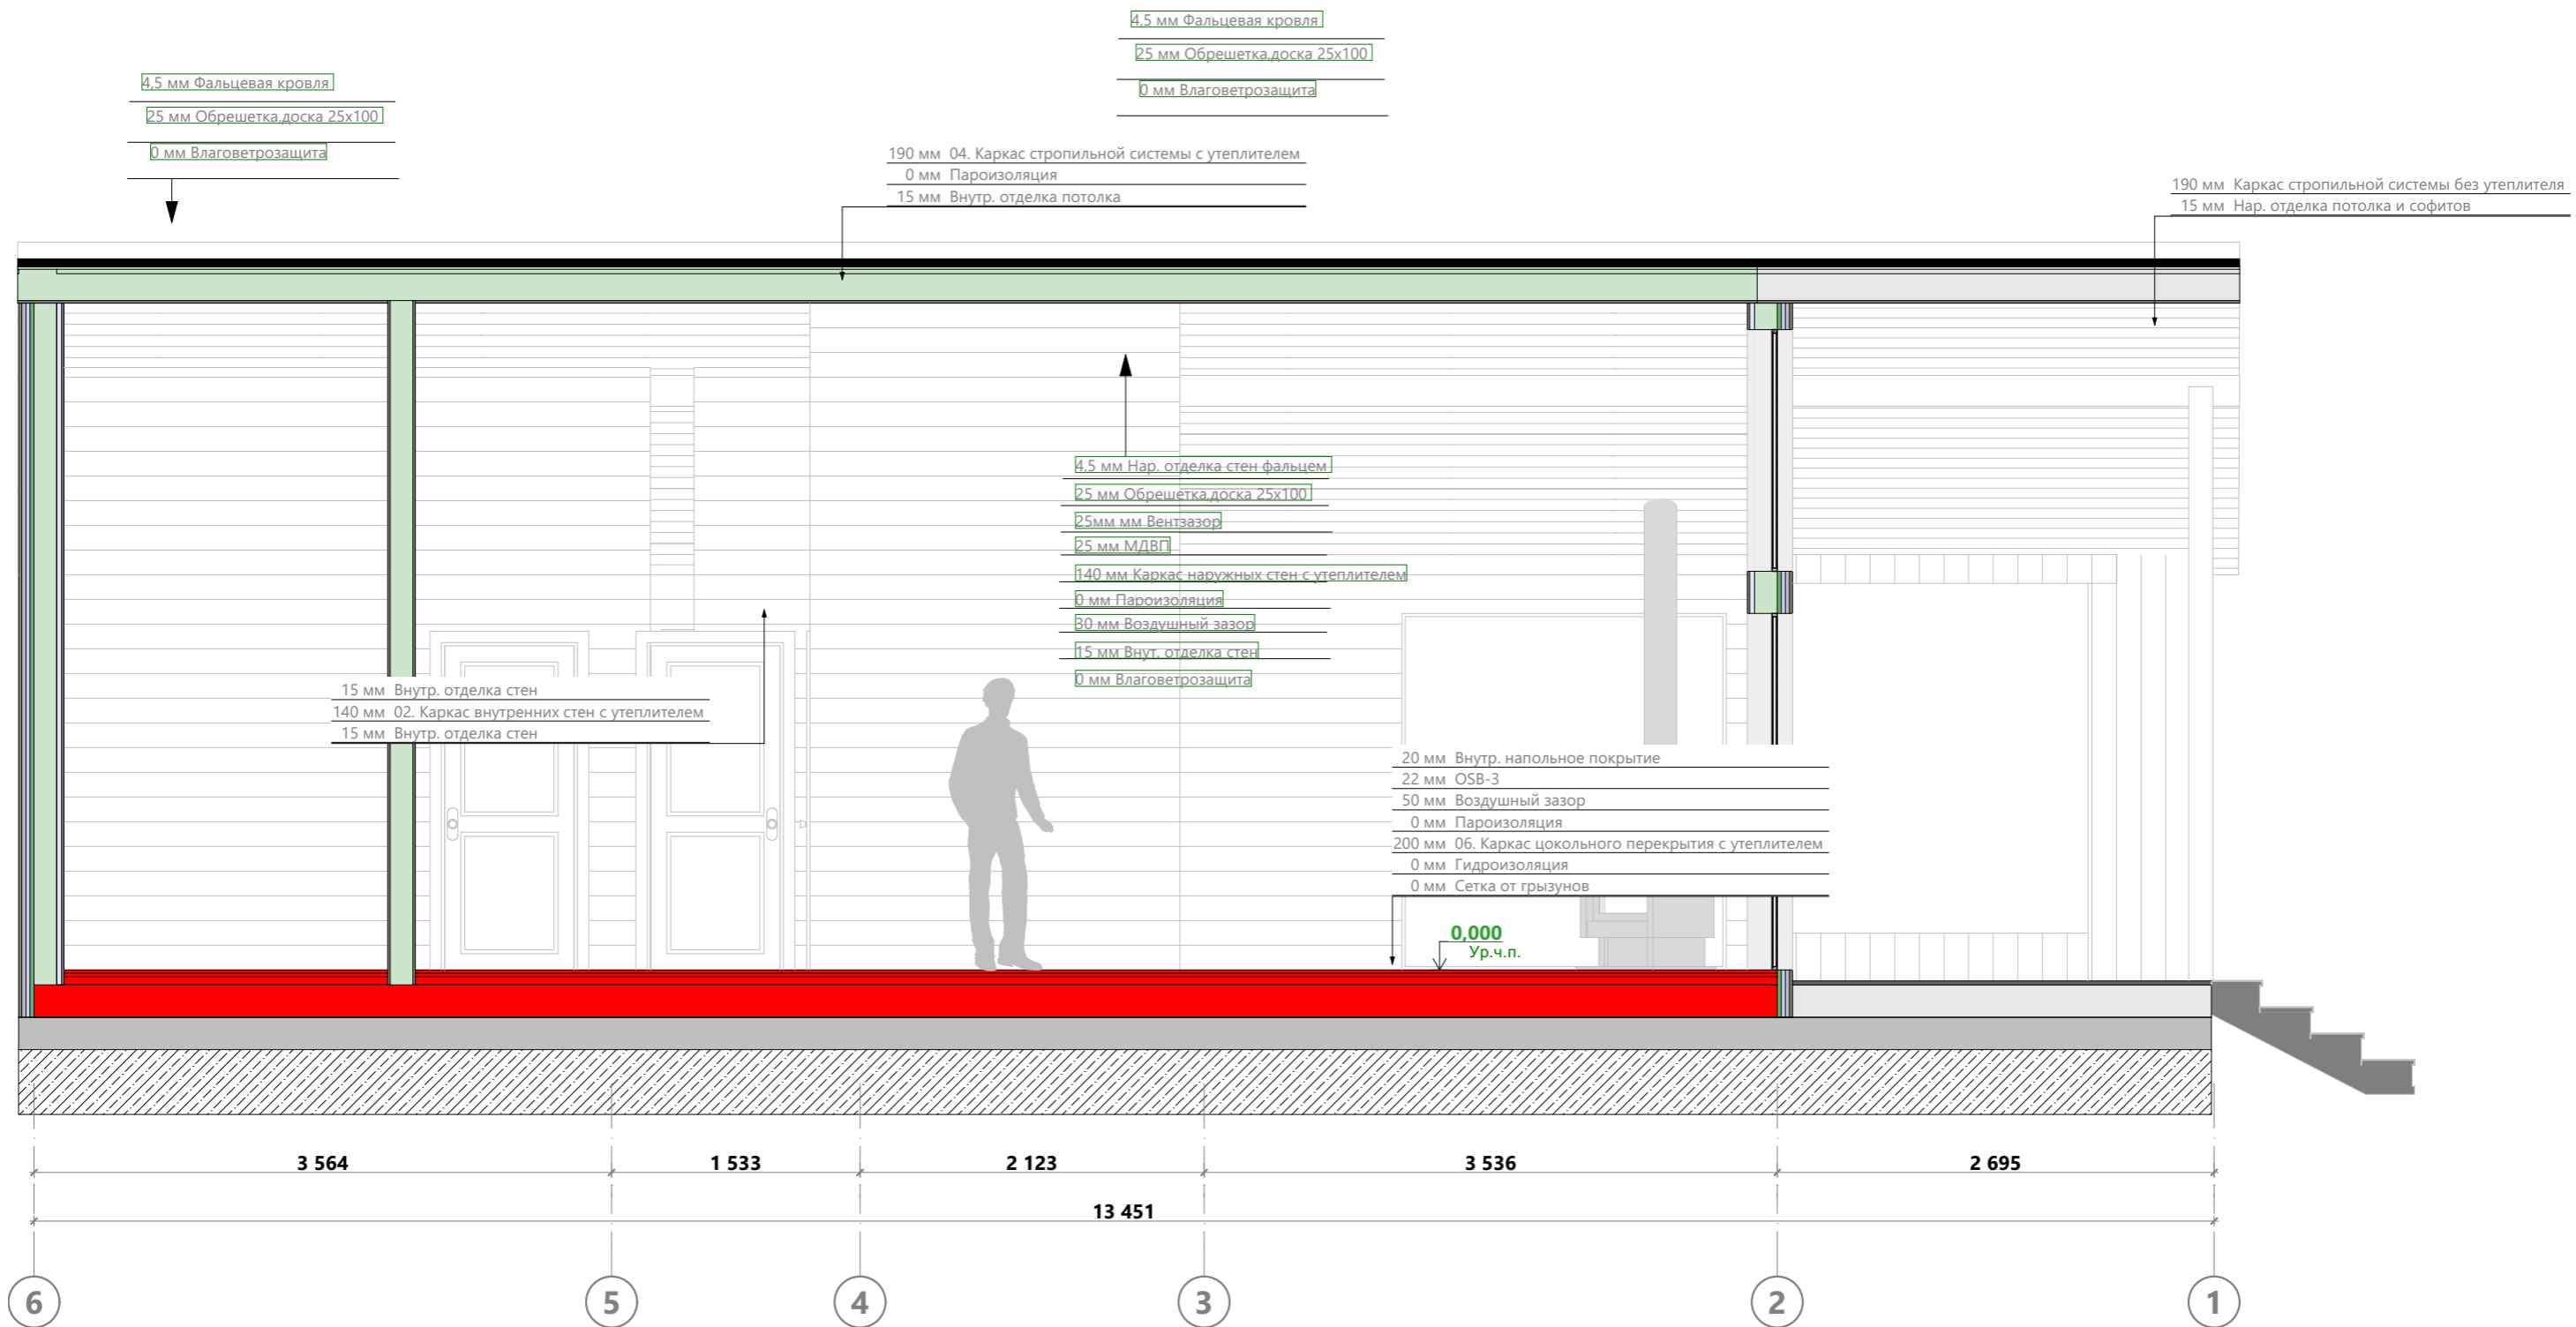 4,5 мм Фальцевая кровля
25 мм Обрешетка,доска 25х100
0 мм Влаговетрозащита
4,5 мм Фальцевая кровля
25 мм Обрешетка,доска 25х100
0 мм Влаговетрозащита
190 мм 04. Каркас стропильной системы с утеплителем
0 мм Пароизоляция
15 мм Внутр. отделка потолка
190 мм Каркас стропильной системы без утеплителя
15 мм Нар. отделка потолка и софитов
4,5 мм Нар. отделка стен фальцем
25 мм Обрешетка,доска 25х100
25мм мм Вентзазор
25 мм МДВП
140 мм Каркас наружных стен с утеплителем
0 мм Пароизоляция
30 мм Воздушный зазор
15 мм Внут. отделка стен
0 мм Влаговетрозащита
15 мм Внутр. отделка стен
140 мм 02. Каркас внутренних стен с утеплителем
15 мм Внутр. отделка стен
20 мм Внутр. напольное покрытие
22 мм OSB-3
50 мм Воздушный зазор
0 мм Пароизоляция
200 мм 06. Каркас цокольного перекрытия с утеплителем
0 мм Гидроизоляция
0 мм Сетка от грызунов
0,000
Ур.ч.п.
3 564 1 533 2 123 3 536 2 695
13 451
6 5 4 3 2 1